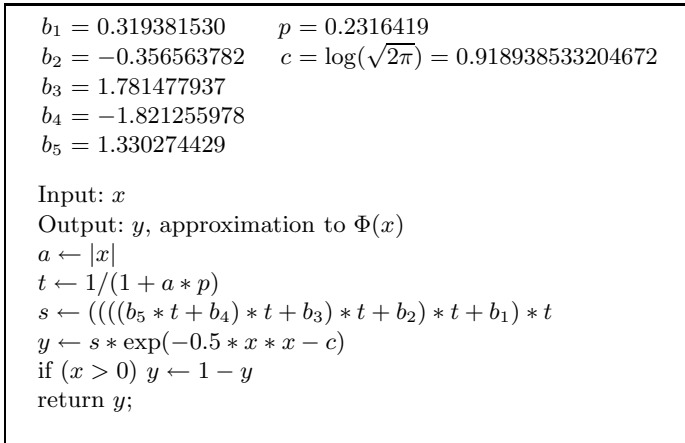 b₁ = 0.319381530 p = 0.2316419
b₂ = −0.356563782 c = log(√2π) = 0.918938533204672
b₃ = 1.781477937
b₄ = −1.821255978
b₅ = 1.330274429
Input: x
Output: y, approximation to Φ(x)
a ← |x|
t ← 1/(1 + a ∗ p)
s ← ((((b₅ ∗ t + b₄) ∗ t + b₃) ∗ t + b₂) ∗ t + b₁) ∗ t
y ← s ∗ exp(−0.5 ∗ x ∗ x − c)
if (x > 0) y ← 1 − y
return y;